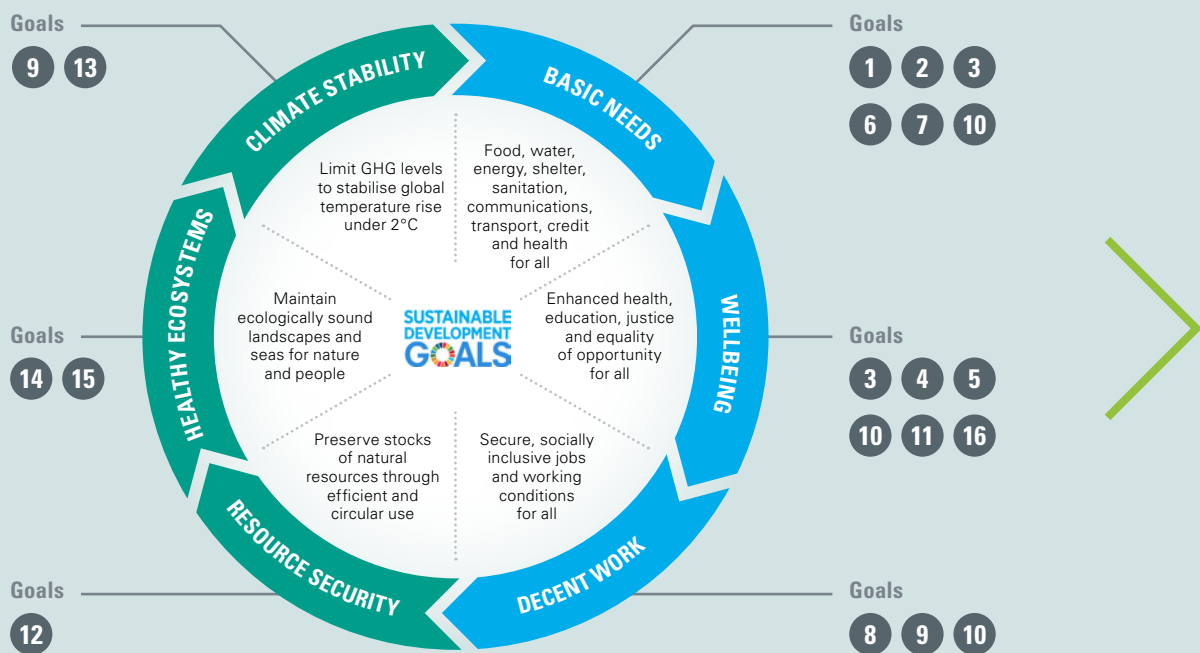 Goals
9 13
CLIMATE STABILITY
Limit GHG levels
to stabilise global
temperature rise
under 2°C
Goals
1 2 3
6 7 10
BASIC NEEDS
Food, water,
energy, shelter,
sanitation,
communications,
transport, credit
and health
for all
Goals
14 15
HEALTHY ECOSYSTEMS
Maintain
ecologically sound
landscapes and
seas for nature
and people
SUSTAINABLE
DEVELOPMENT
GOALS
Enhanced health,
education, justice
and equality
of opportunity
for all
WELLBEING
Goals
3 4 5
10 11 16
Preserve stocks
of natural
resources through
efficient and
circular use
RESOURCE SECURITY
Goals
12
Secure, socially
inclusive jobs
and working
conditions
for all
DECENT WORK
Goals
8 9 10